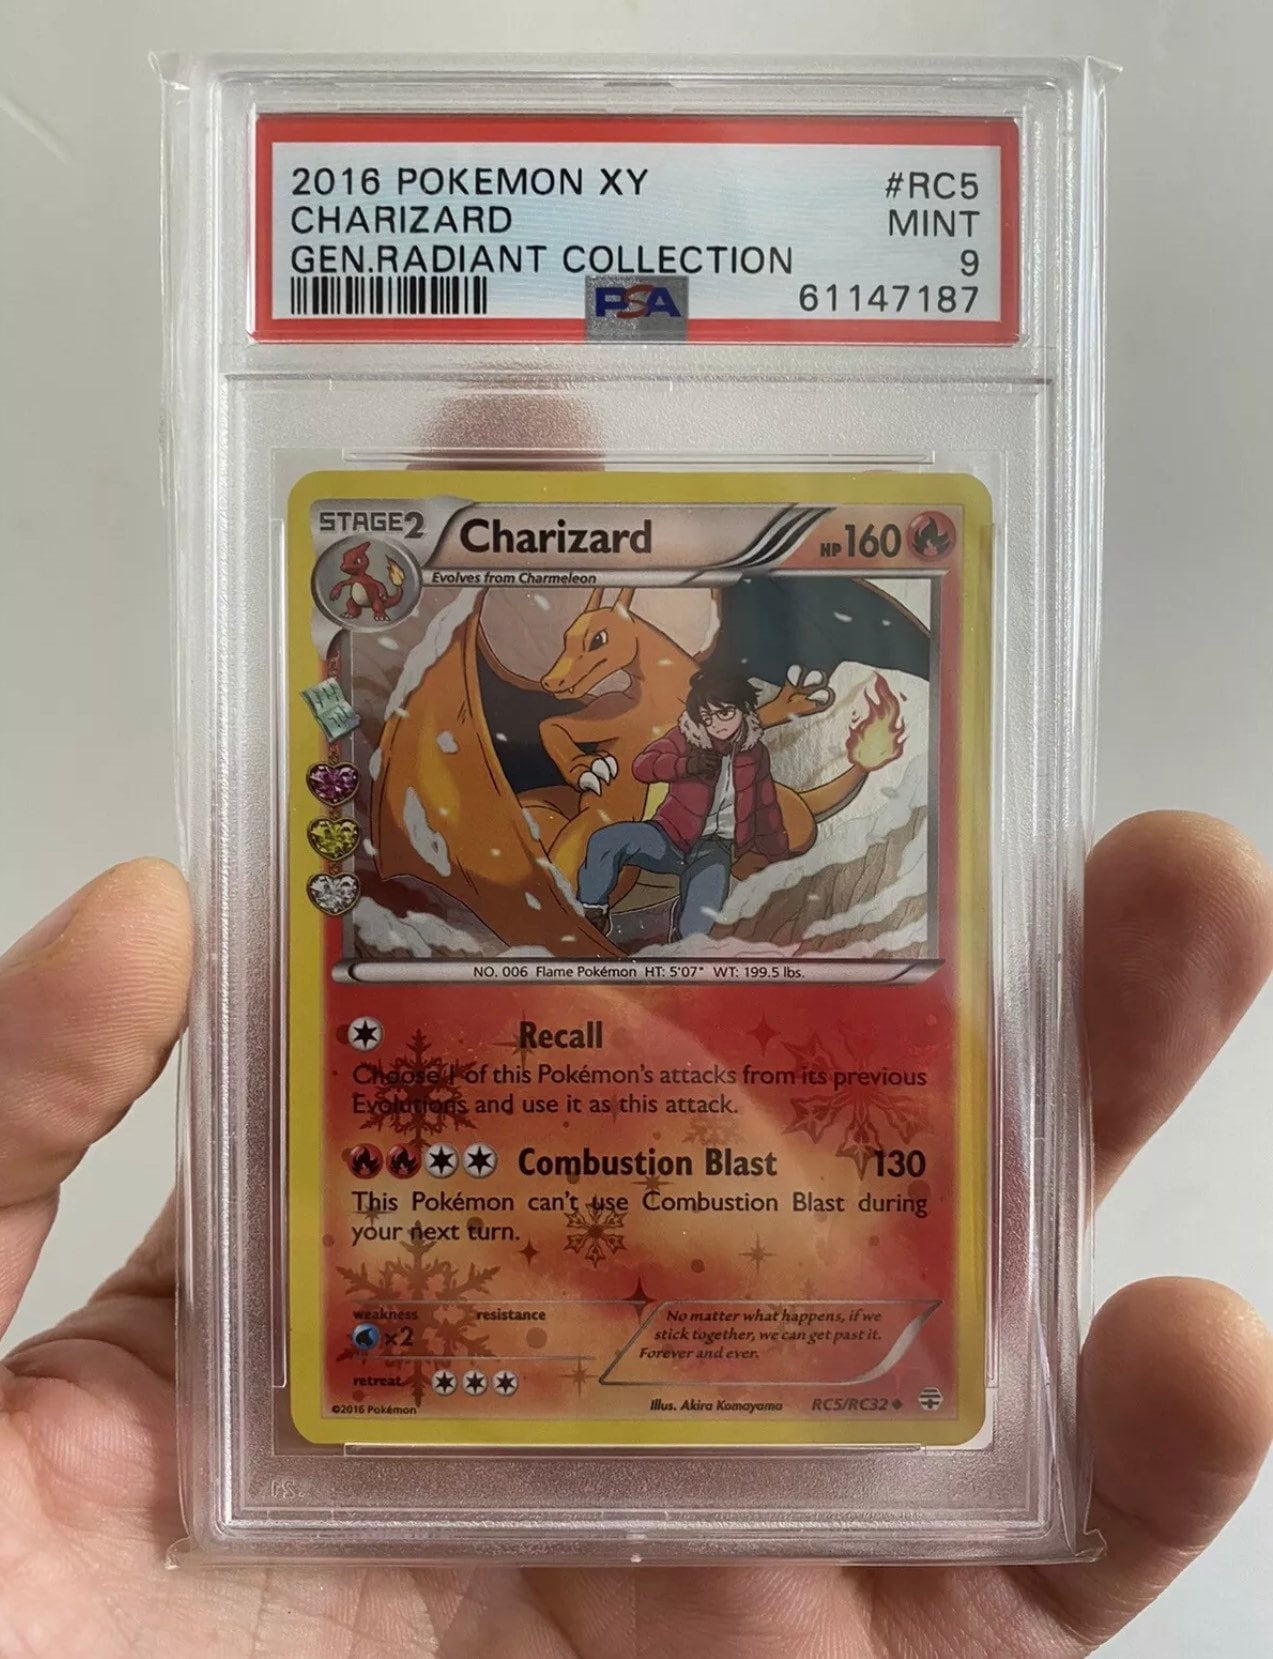 2016 POKEMON XY #RC5
CHARIZARD MINT
GEN.RADIANT COLLECTION 9
PSA 61147187
STAGE2 Charizard HP160
Evolves from Charmeleon
NO. 006 Flame Pokémon HT: 5'07" WT: 199.5 lbs.
Recall
Choose 1 of this Pokémon's attacks from its previous
Evolutions and use it as this attack.
Combustion Blast 130
This Pokémon can't use Combustion Blast during
your next turn.
weakness resistance
×2
retreat
No matter what happens, if we
stick together, we can get past it.
Forever and ever.
©2016 Pokémon Illus. Akira Komayama RC5/RC32